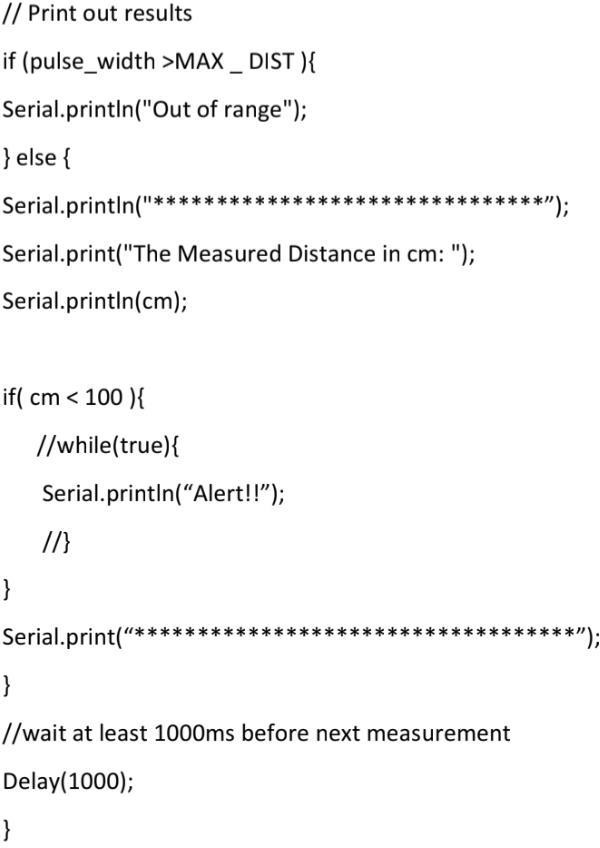 // Print out results
if (pulse_width >MAX _ DIST ){
Serial.println("Out of range");
} else {
Serial.println("*******************************”);
Serial.print("The Measured Distance in cm: ");
Serial.println(cm);
if( cm < 100 ){
//while(true){
Serial.println(“Alert!!”);
//}
}
Serial.print(“***********************************”);
}
//wait at least 1000ms before next measurement
Delay(1000);
}